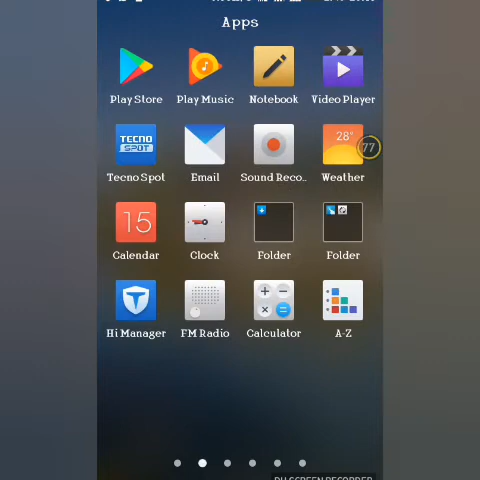 Apps
Play Store Play Music Notebook Video Player
TECNO
SPOT
28°
77
Tecno Spot Email Sound Reco.. Weather
15
Calendar Clock Folder Folder
Hi Manager FM Radio Calculator A-Z